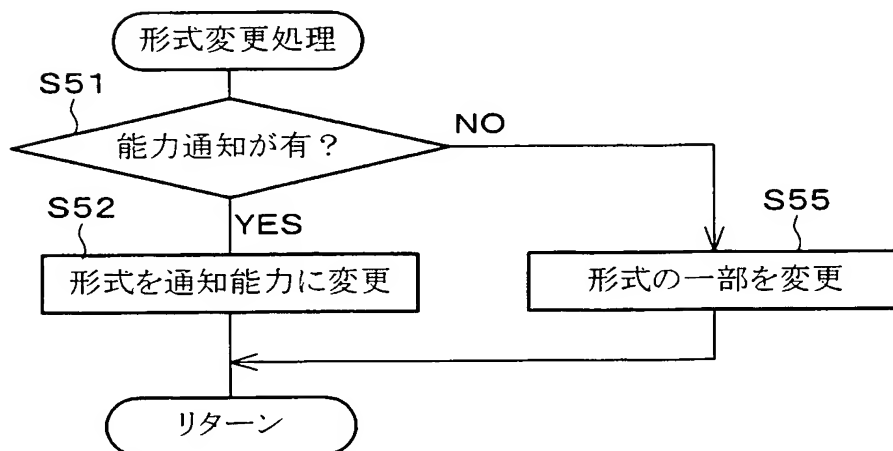 形式変更処理
S51
能力通知が有？
NO
YES
S52
形式を通知能力に変更
S55
形式の一部を変更
リターン